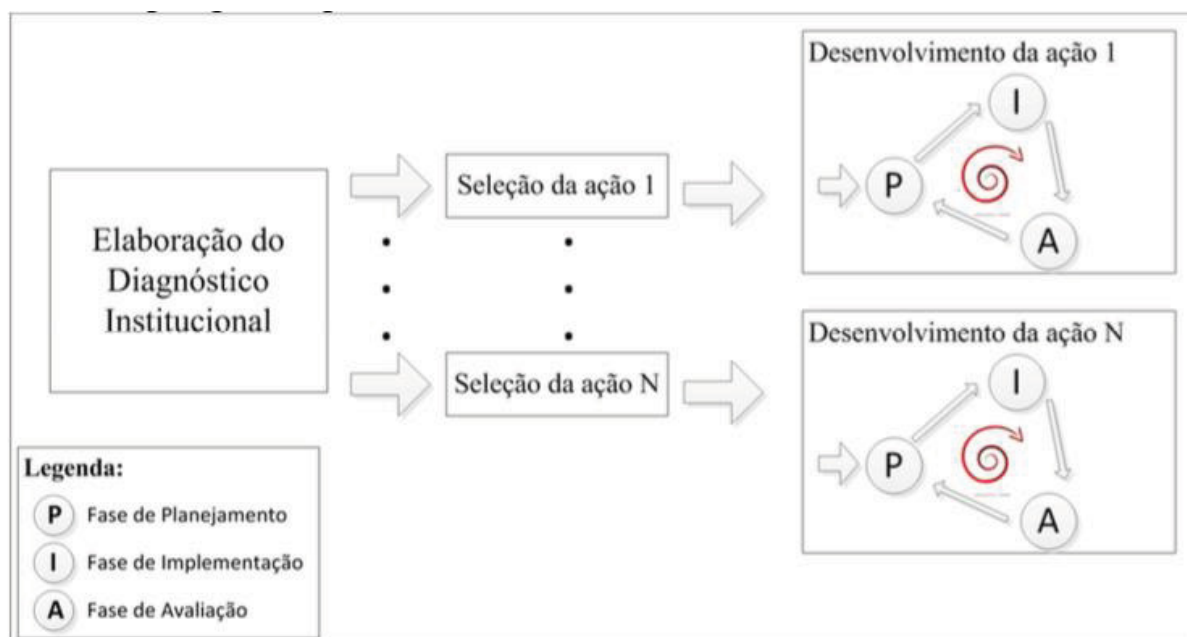 Elaboração do
Diagnóstico
Institucional
Seleção da ação 1
Seleção da ação N
Desenvolvimento da ação 1
I
P
A
Desenvolvimento da ação N
I
P
A
Legenda:
P Fase de Planejamento
I Fase de Implementação
A Fase de Avaliação